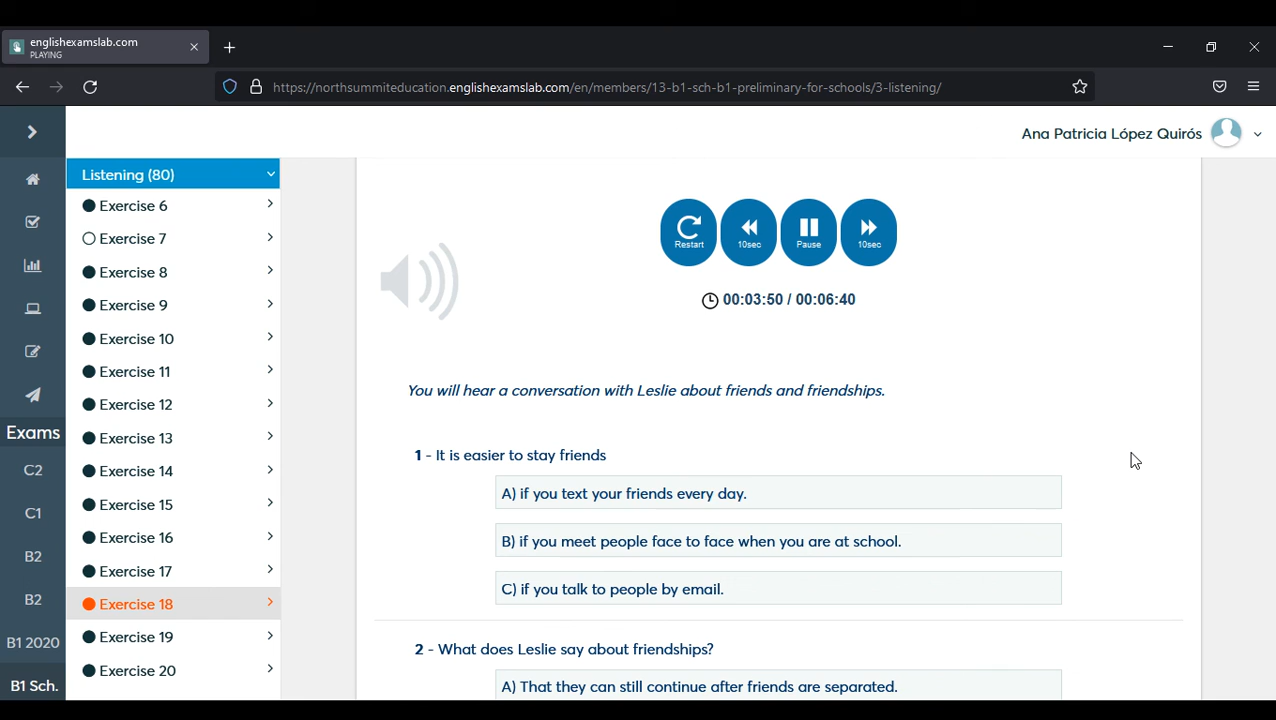 englishexamslab.com
PLAYING
https://northsummiteducation.englishexamslab.com/en/members/13-b1-sch-b1-preliminary-for-schools/3-listening/
Ana Patricia López Quirós
Listening (80)
Exercise 6
Exercise 7
Exercise 8
Exercise 9
Exercise 10
Exercise 11
Exercise 12
Exercise 13
Exercise 14
Exercise 15
Exercise 16
Exercise 17
Exercise 18
Exercise 19
Exercise 20
Exams
C2
C1
B2
B2
B1 2020
B1 Sch.
Restart
10sec
Pause
10sec
00:03:50 / 00:06:40
You will hear a conversation with Leslie about friends and friendships.
1 - It is easier to stay friends
A) if you text your friends every day.
B) if you meet people face to face when you are at school.
C) if you talk to people by email.
2 - What does Leslie say about friendships?
A) That they can still continue after friends are separated.